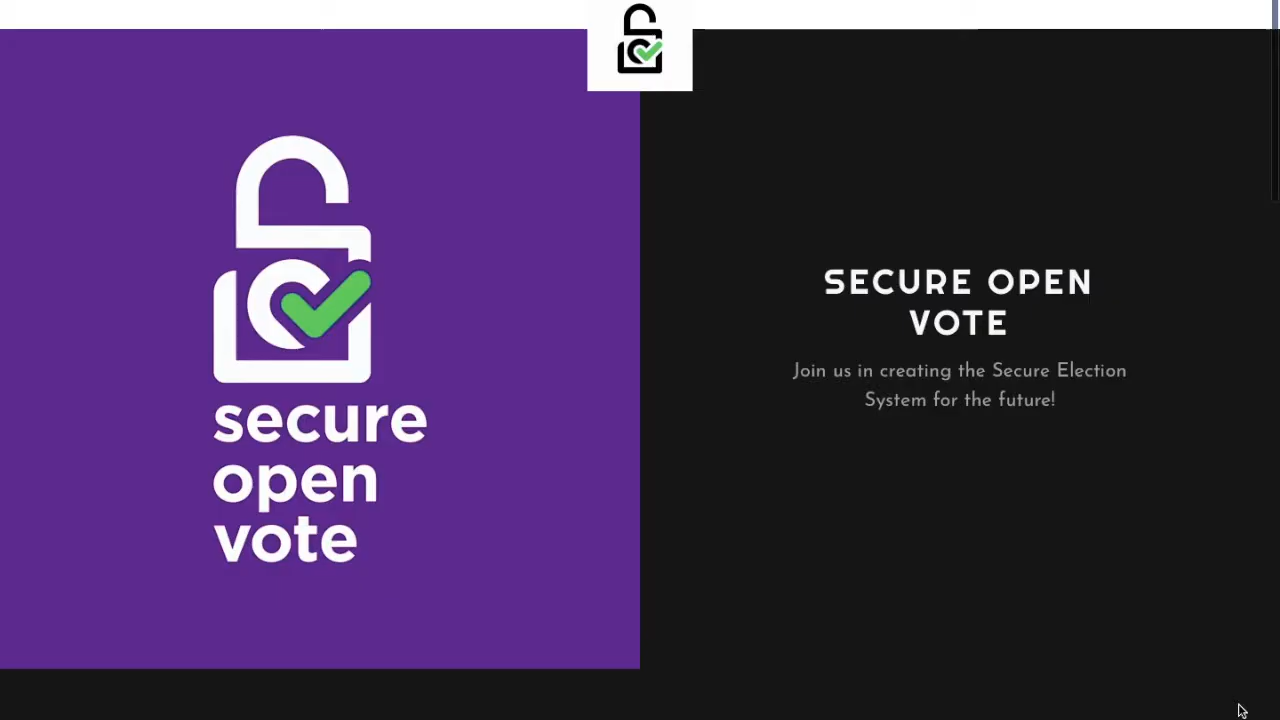 secure
open
vote
SECURE OPEN
VOTE
Join us in creating the Secure Election
System for the future!